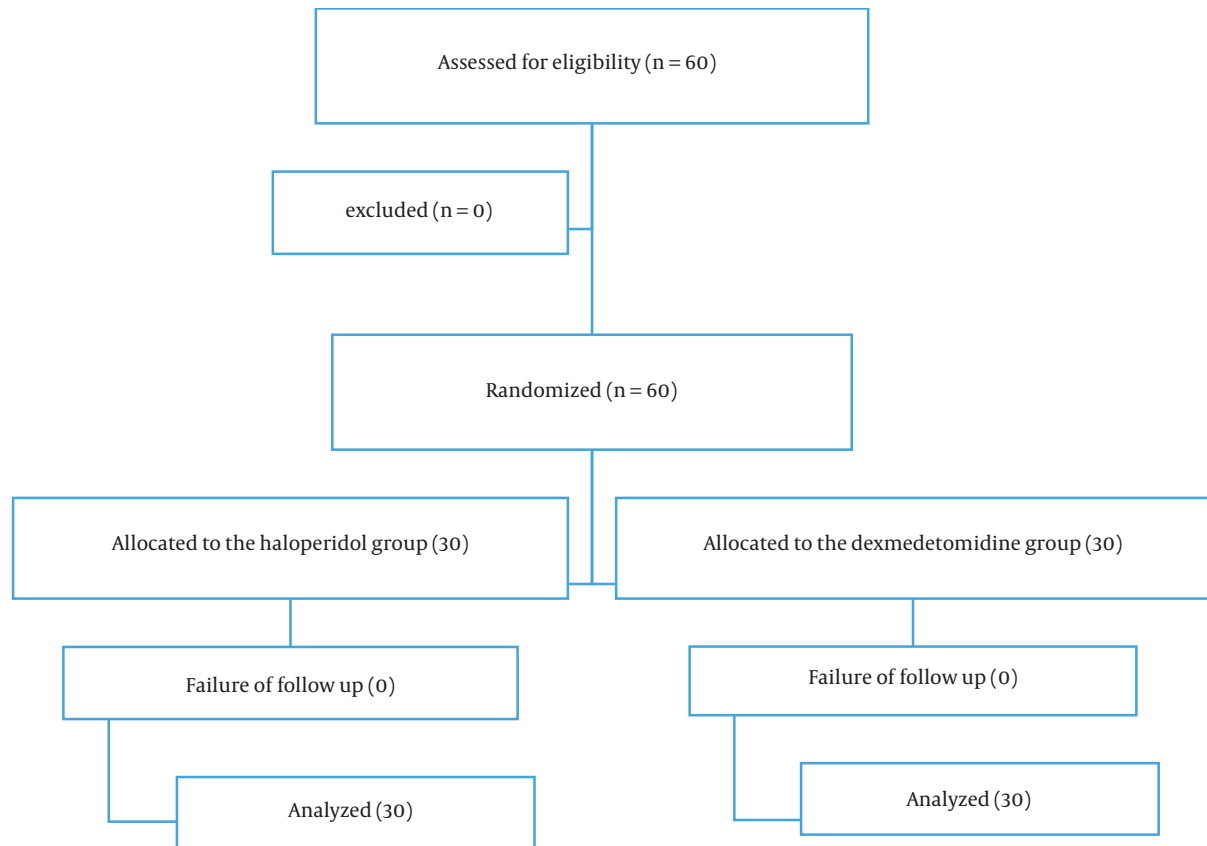 Assessed for eligibility (n = 60)
excluded (n = 0)
Randomized (n = 60)
Allocated to the haloperidol group (30)
Allocated to the dexmedetomidine group (30)
Failure of follow up (0)
Failure of follow up (0)
Analyzed (30)
Analyzed (30)